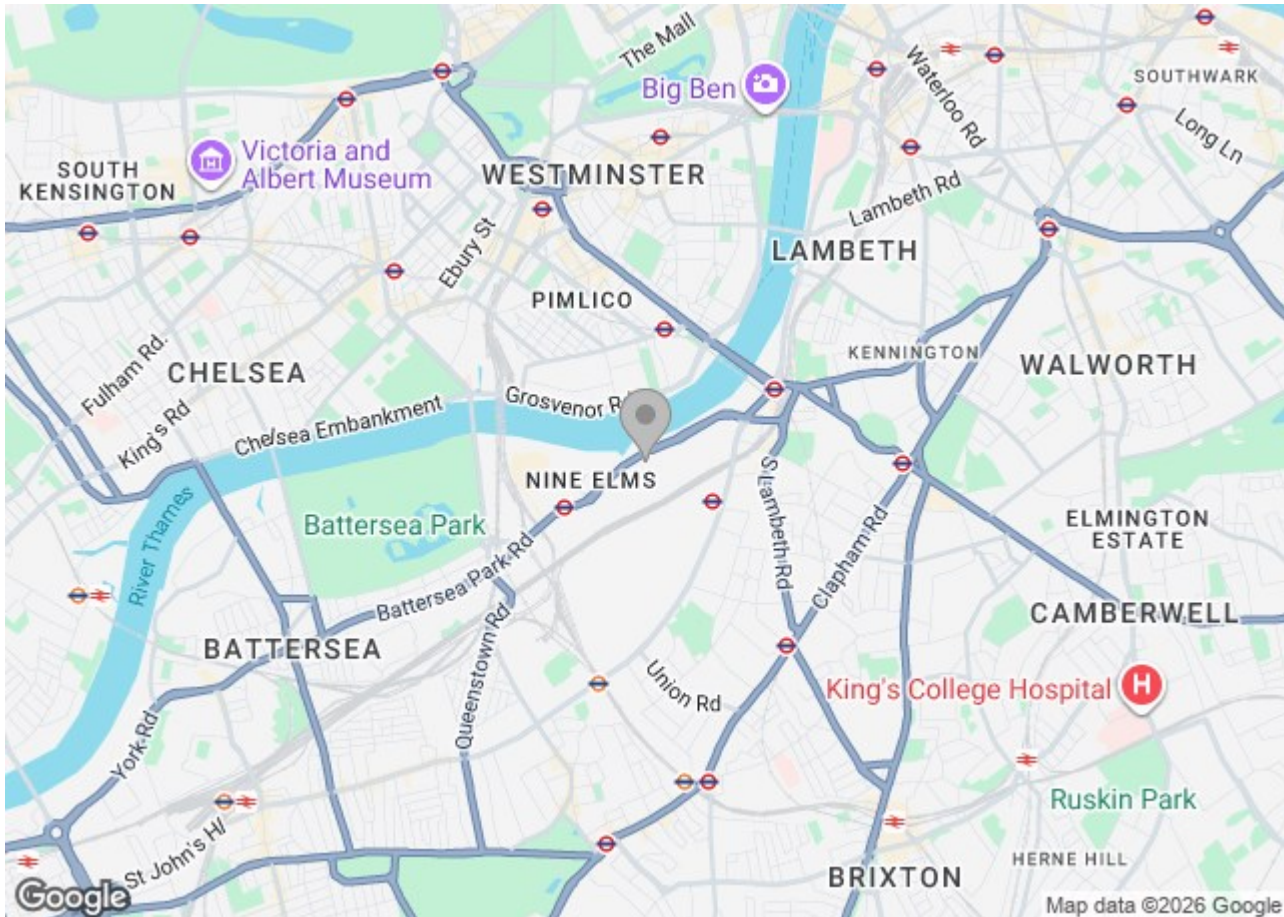 The Mall
Big Ben
Waterloo Rd
SOUTHWARK
Long Ln
Victoria and
Albert Museum
SOUTH
KENSINGTON
WESTMINSTER
Lambeth Rd
Ebury St
LAMBETH
PIMLICO
KENNINGTON
WALWORTH
Fulham Rd.
CHELSEA
King's Rd
Chelsea Embankment
Grosvenor Rd
NINE ELMS
S Lambeth Rd
Clapham Rd
Battersea Park
River Thames
ELMINGTON
ESTATE
Battersea Park Rd
CAMBERWELL
BATTERSEA
Queenstown Rd
Union Rd
King's College Hospital
H
York Rd
Ruskin Park
St John's H
HERNE HILL
BRIXTON
Google
Map data ©2026 Google